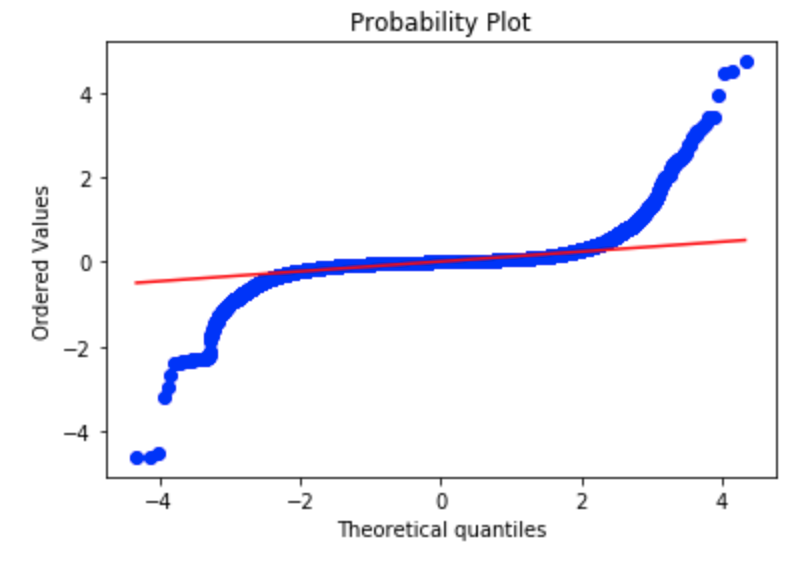 Probability Plot
Ordered Values
4
2
0
−2
−4
−4 −2 0 2 4
Theoretical quantiles